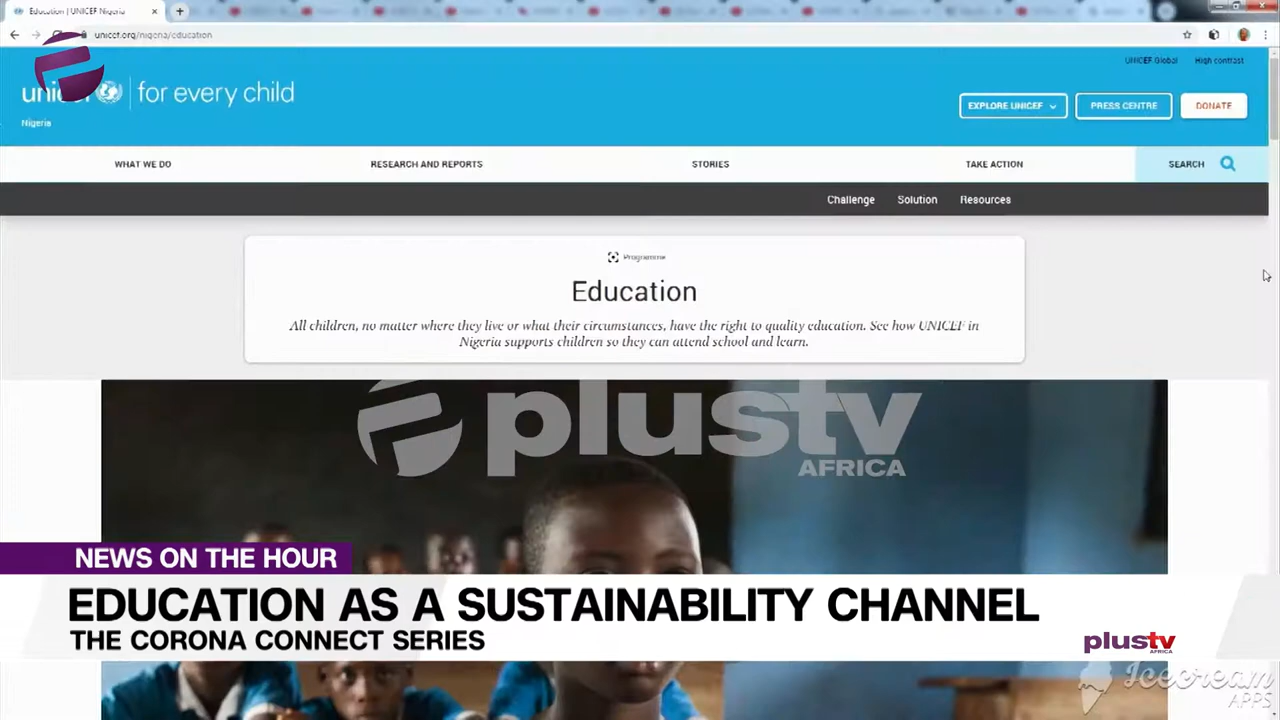 Education | UNICEF Nigeria
unicef.org/nigeria/education
UNICEF Global
High contrast
unicef
for every child
Nigeria
EXPLORE UNICEF
PRESS CENTRE
DONATE
WHAT WE DO
RESEARCH AND REPORTS
STORIES
TAKE ACTION
SEARCH
Challenge
Solution
Resources
Programme
Education
All children, no matter where they live or what their circumstances, have the right to quality education. See how UNICEF in
Nigeria supports children so they can attend school and learn.
plustv
AFRICA
NEWS ON THE HOUR
EDUCATION AS A SUSTAINABILITY CHANNEL
THE CORONA CONNECT SERIES
plustv
AFRICA
Icecream
APPS